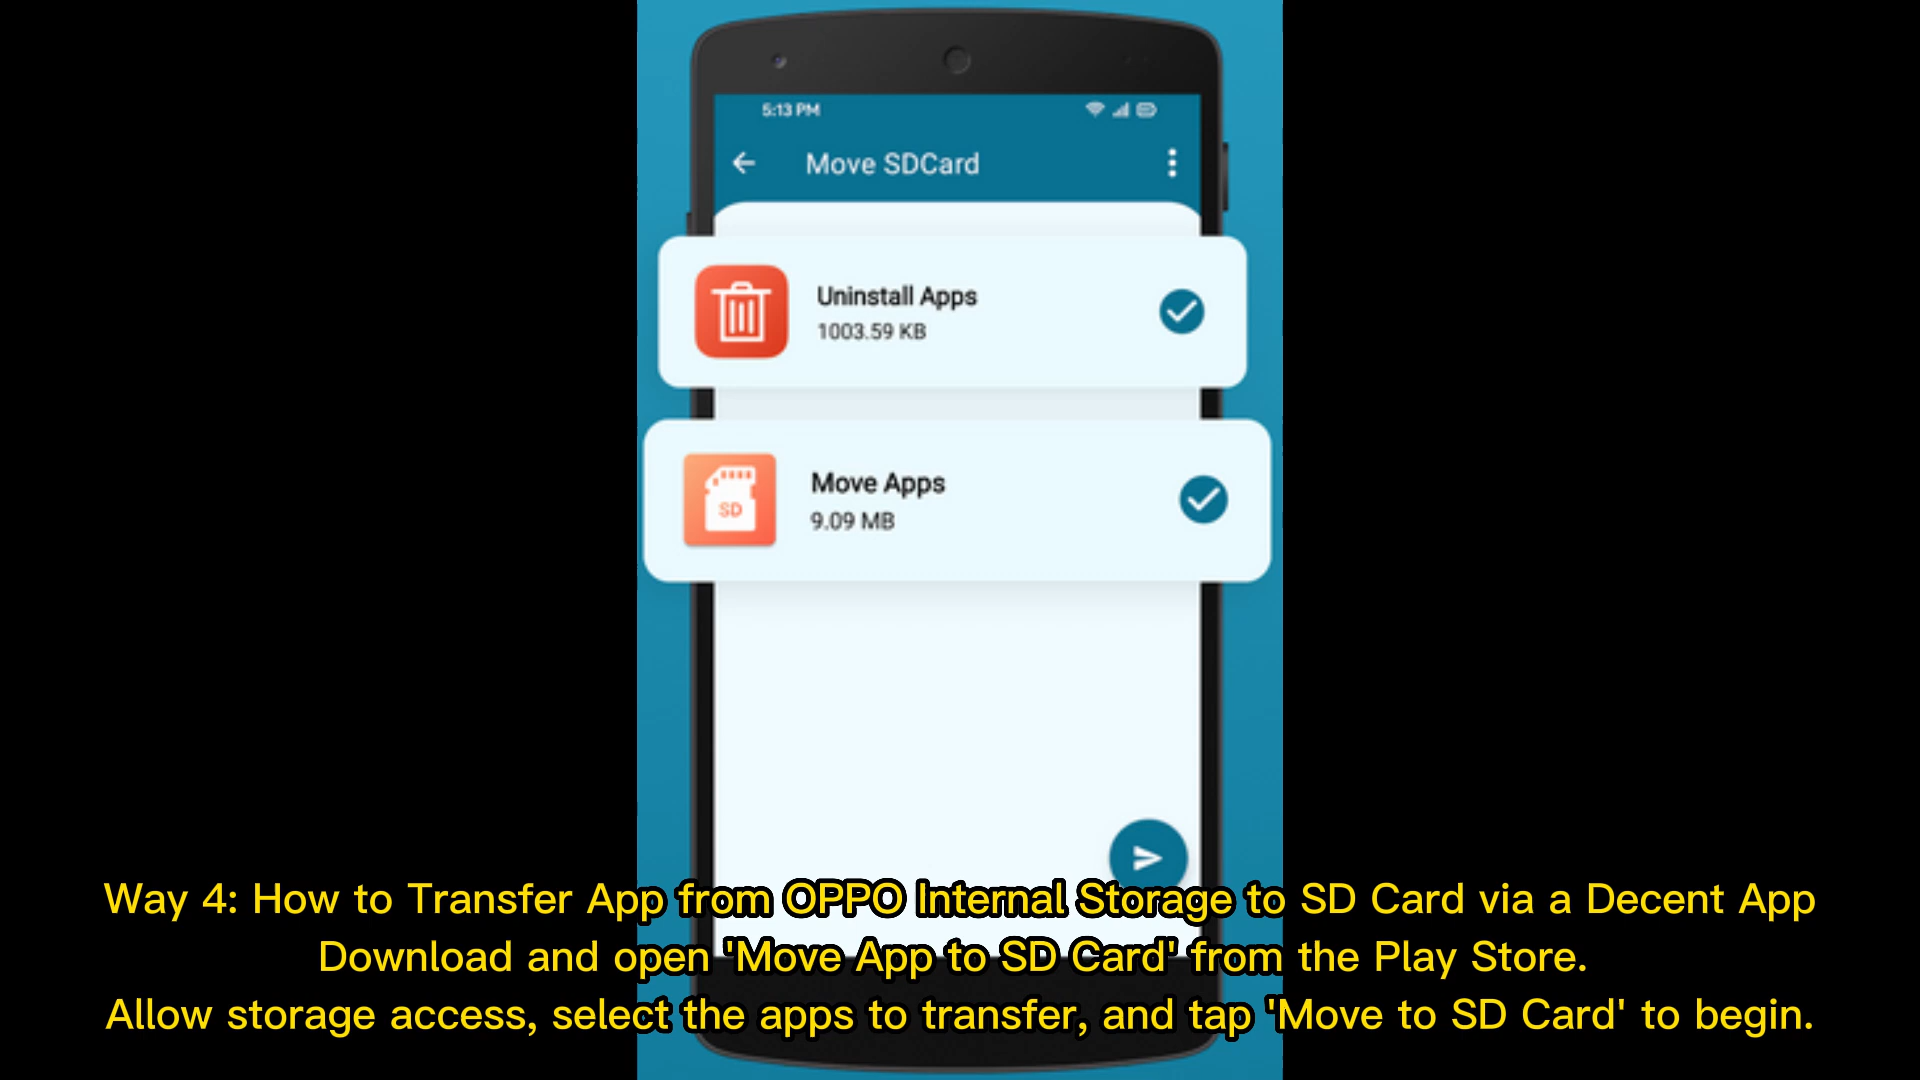 5:13 PM
Move SDCard
Uninstall Apps
1003.59 KB
SD
Move Apps
9.09 MB
Way 4: How to Transfer App from OPPO Internal Storage to SD Card via a Decent App
Download and open 'Move App to SD Card' from the Play Store.
Allow storage access, select the apps to transfer, and tap 'Move to SD Card' to begin.